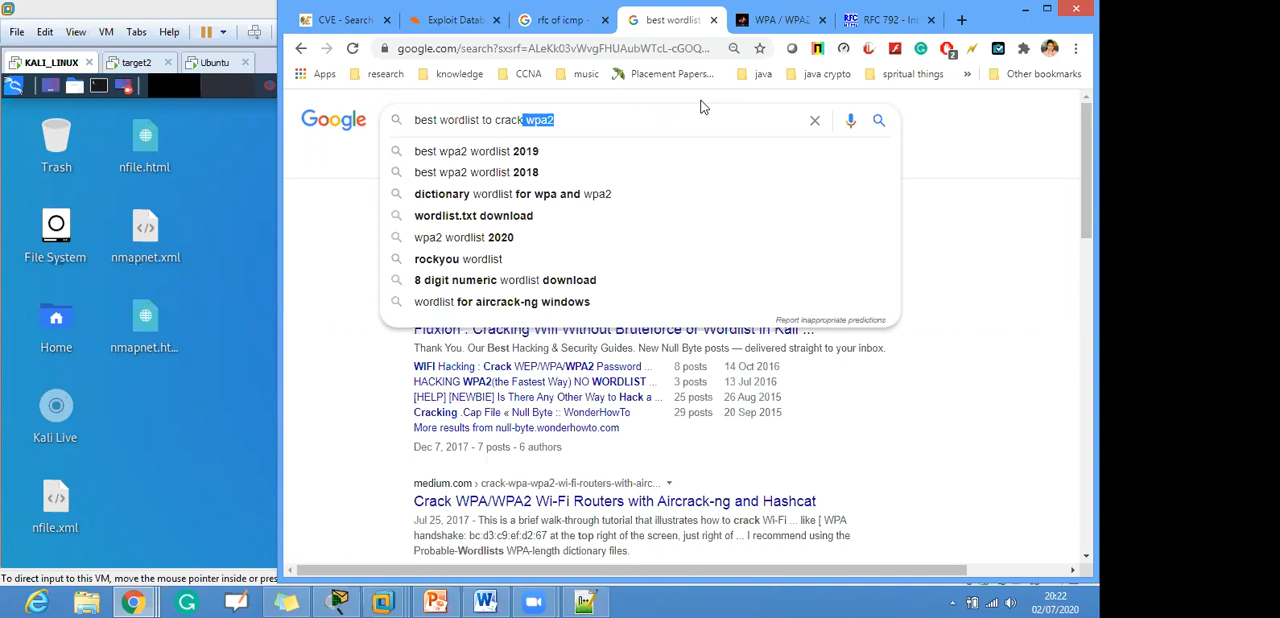 File Edit View VM Tabs Help
KALI_LINUX target2 Ubuntu
Trash
nfile.html
File System
nmapnet.xml
Home
nmapnet.ht...
Kali Live
nfile.xml
To direct input to this VM, move the mouse pointer inside or pres
CVE - Search
Exploit Datab
rfc of icmp -
best wordlist
WPA / WPA2
RFC 792 - Int
google.com/search?sxsrf=ALeKk03vWvgFHUAubWTcL-cGOQ...
Apps research knowledge CCNA music Placement Papers... java java crypto spritual things » Other bookmarks
Google
best wordlist to crack wpa2
best wpa2 wordlist 2019
best wpa2 wordlist 2018
dictionary wordlist for wpa and wpa2
wordlist.txt download
wpa2 wordlist 2020
rockyou wordlist
8 digit numeric wordlist download
wordlist for aircrack-ng windows
Report inappropriate predictions
Fluxion : Cracking Wifi Without Bruteforce or Wordlist in Kali ...
Thank You. Our Best Hacking & Security Guides. New Null Byte posts — delivered straight to your inbox.
WIFI Hacking : Crack WEP/WPA/WPA2 Password ... 8 posts 14 Oct 2016
HACKING WPA2(the Fastest Way) NO WORDLIST ... 3 posts 13 Jul 2016
[HELP] [NEWBIE] Is There Any Other Way to Hack a ... 25 posts 26 Aug 2015
Cracking .Cap File « Null Byte :: WonderHowTo 29 posts 20 Sep 2015
More results from null-byte.wonderhowto.com
Dec 7, 2017 - 7 posts - 6 authors
medium.com › crack-wpa-wpa2-wi-fi-routers-with-airc...
Crack WPA/WPA2 Wi-Fi Routers with Aircrack-ng and Hashcat
Jul 25, 2017 - This is a brief walk-through tutorial that illustrates how to crack Wi-Fi ... like [ WPA
handshake: bc:d3:c9:ef:d2:67 at the top right of the screen, just right of ... I recommend using the
Probable-Wordlists WPA-length dictionary files.
20:22
02/07/2020